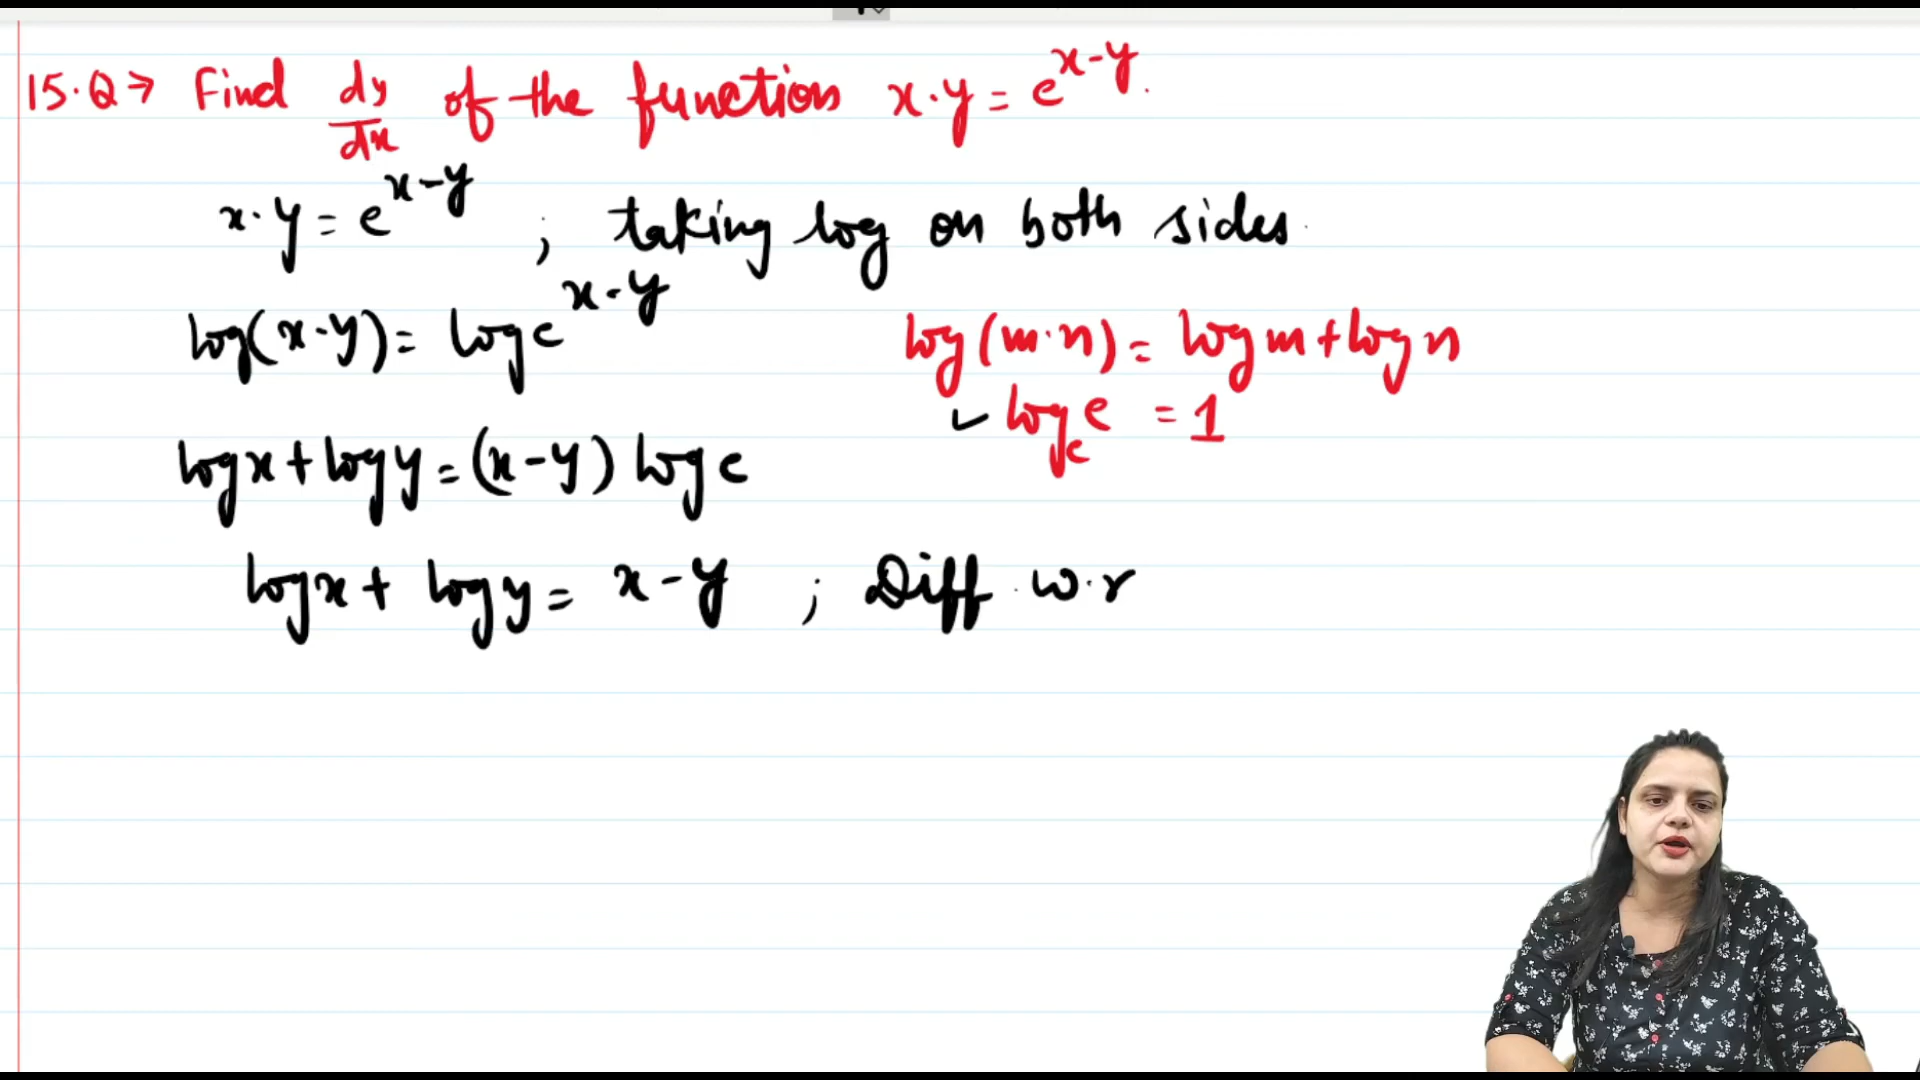 15.Q→ Find dy/dx of the function x·y = e^(x-y).
x·y = e^(x-y) ; taking log on both sides.
log(x·y) = log e^(x-y)
log(m·n) = log m + log n
✓ log_e e = 1
log x + log y = (x-y) log e
log x + log y = x-y ; Diff. w.r